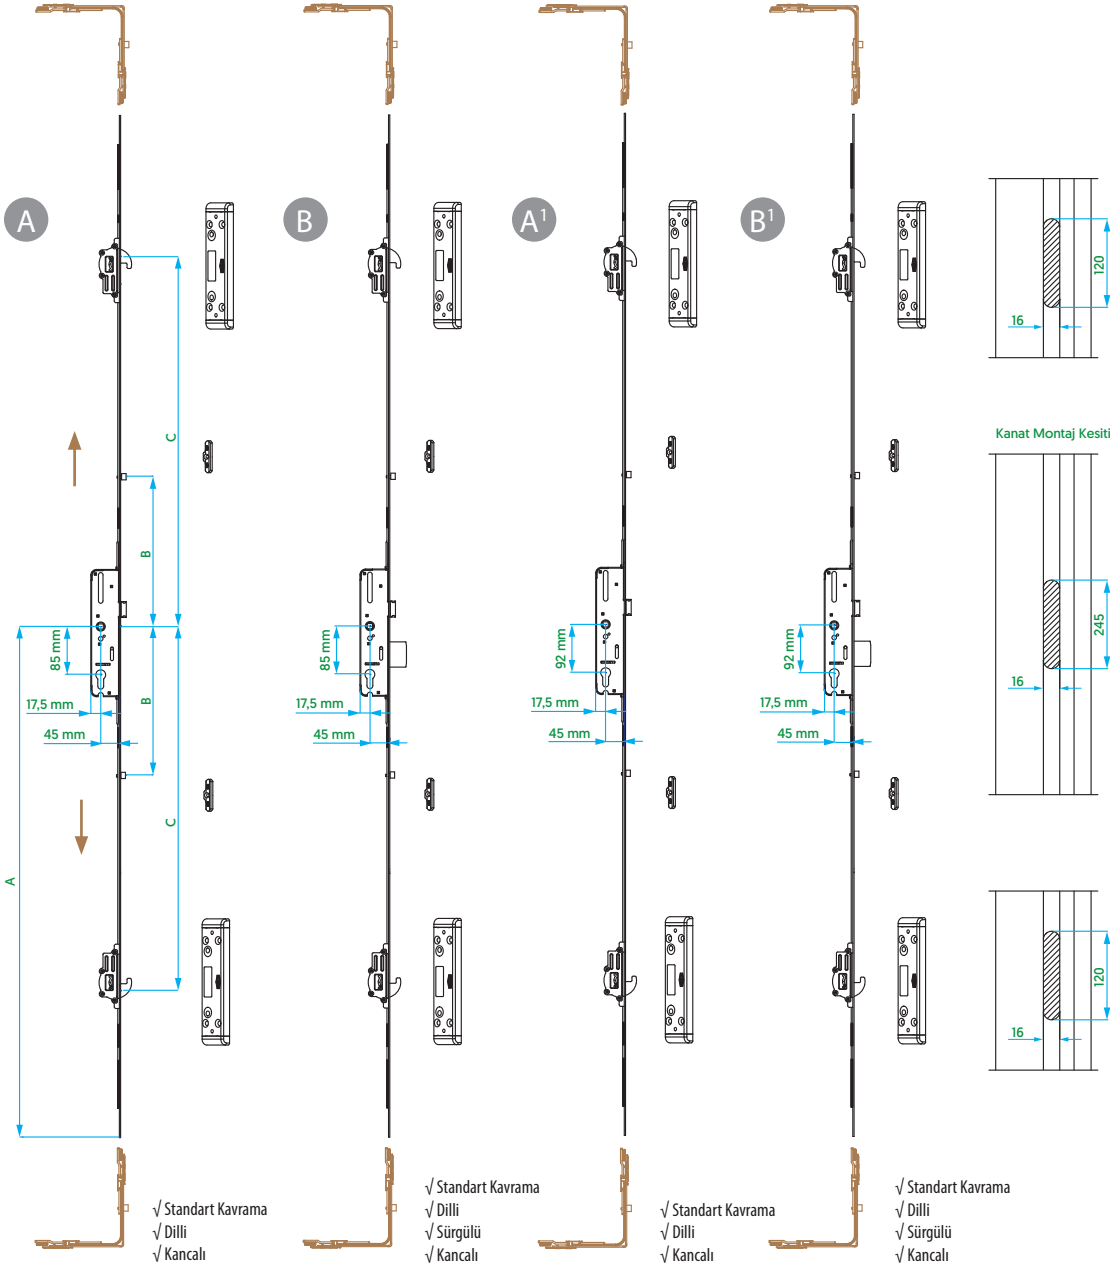 A
B
A¹
B¹
120
16
C
Kanat Montaj Kesiti
B
245
85 mm
85 mm
92 mm
92 mm
16
B
17,5 mm
17,5 mm
17,5 mm
17,5 mm
45 mm
45 mm
45 mm
45 mm
C
A
120
16
√ Standart Kavrama
√ Dilli
√ Kancalı
√ Standart Kavrama
√ Dilli
√ Sürgülü
√ Kancalı
√ Standart Kavrama
√ Dilli
√ Kancalı
√ Standart Kavrama
√ Dilli
√ Sürgülü
√ Kancalı